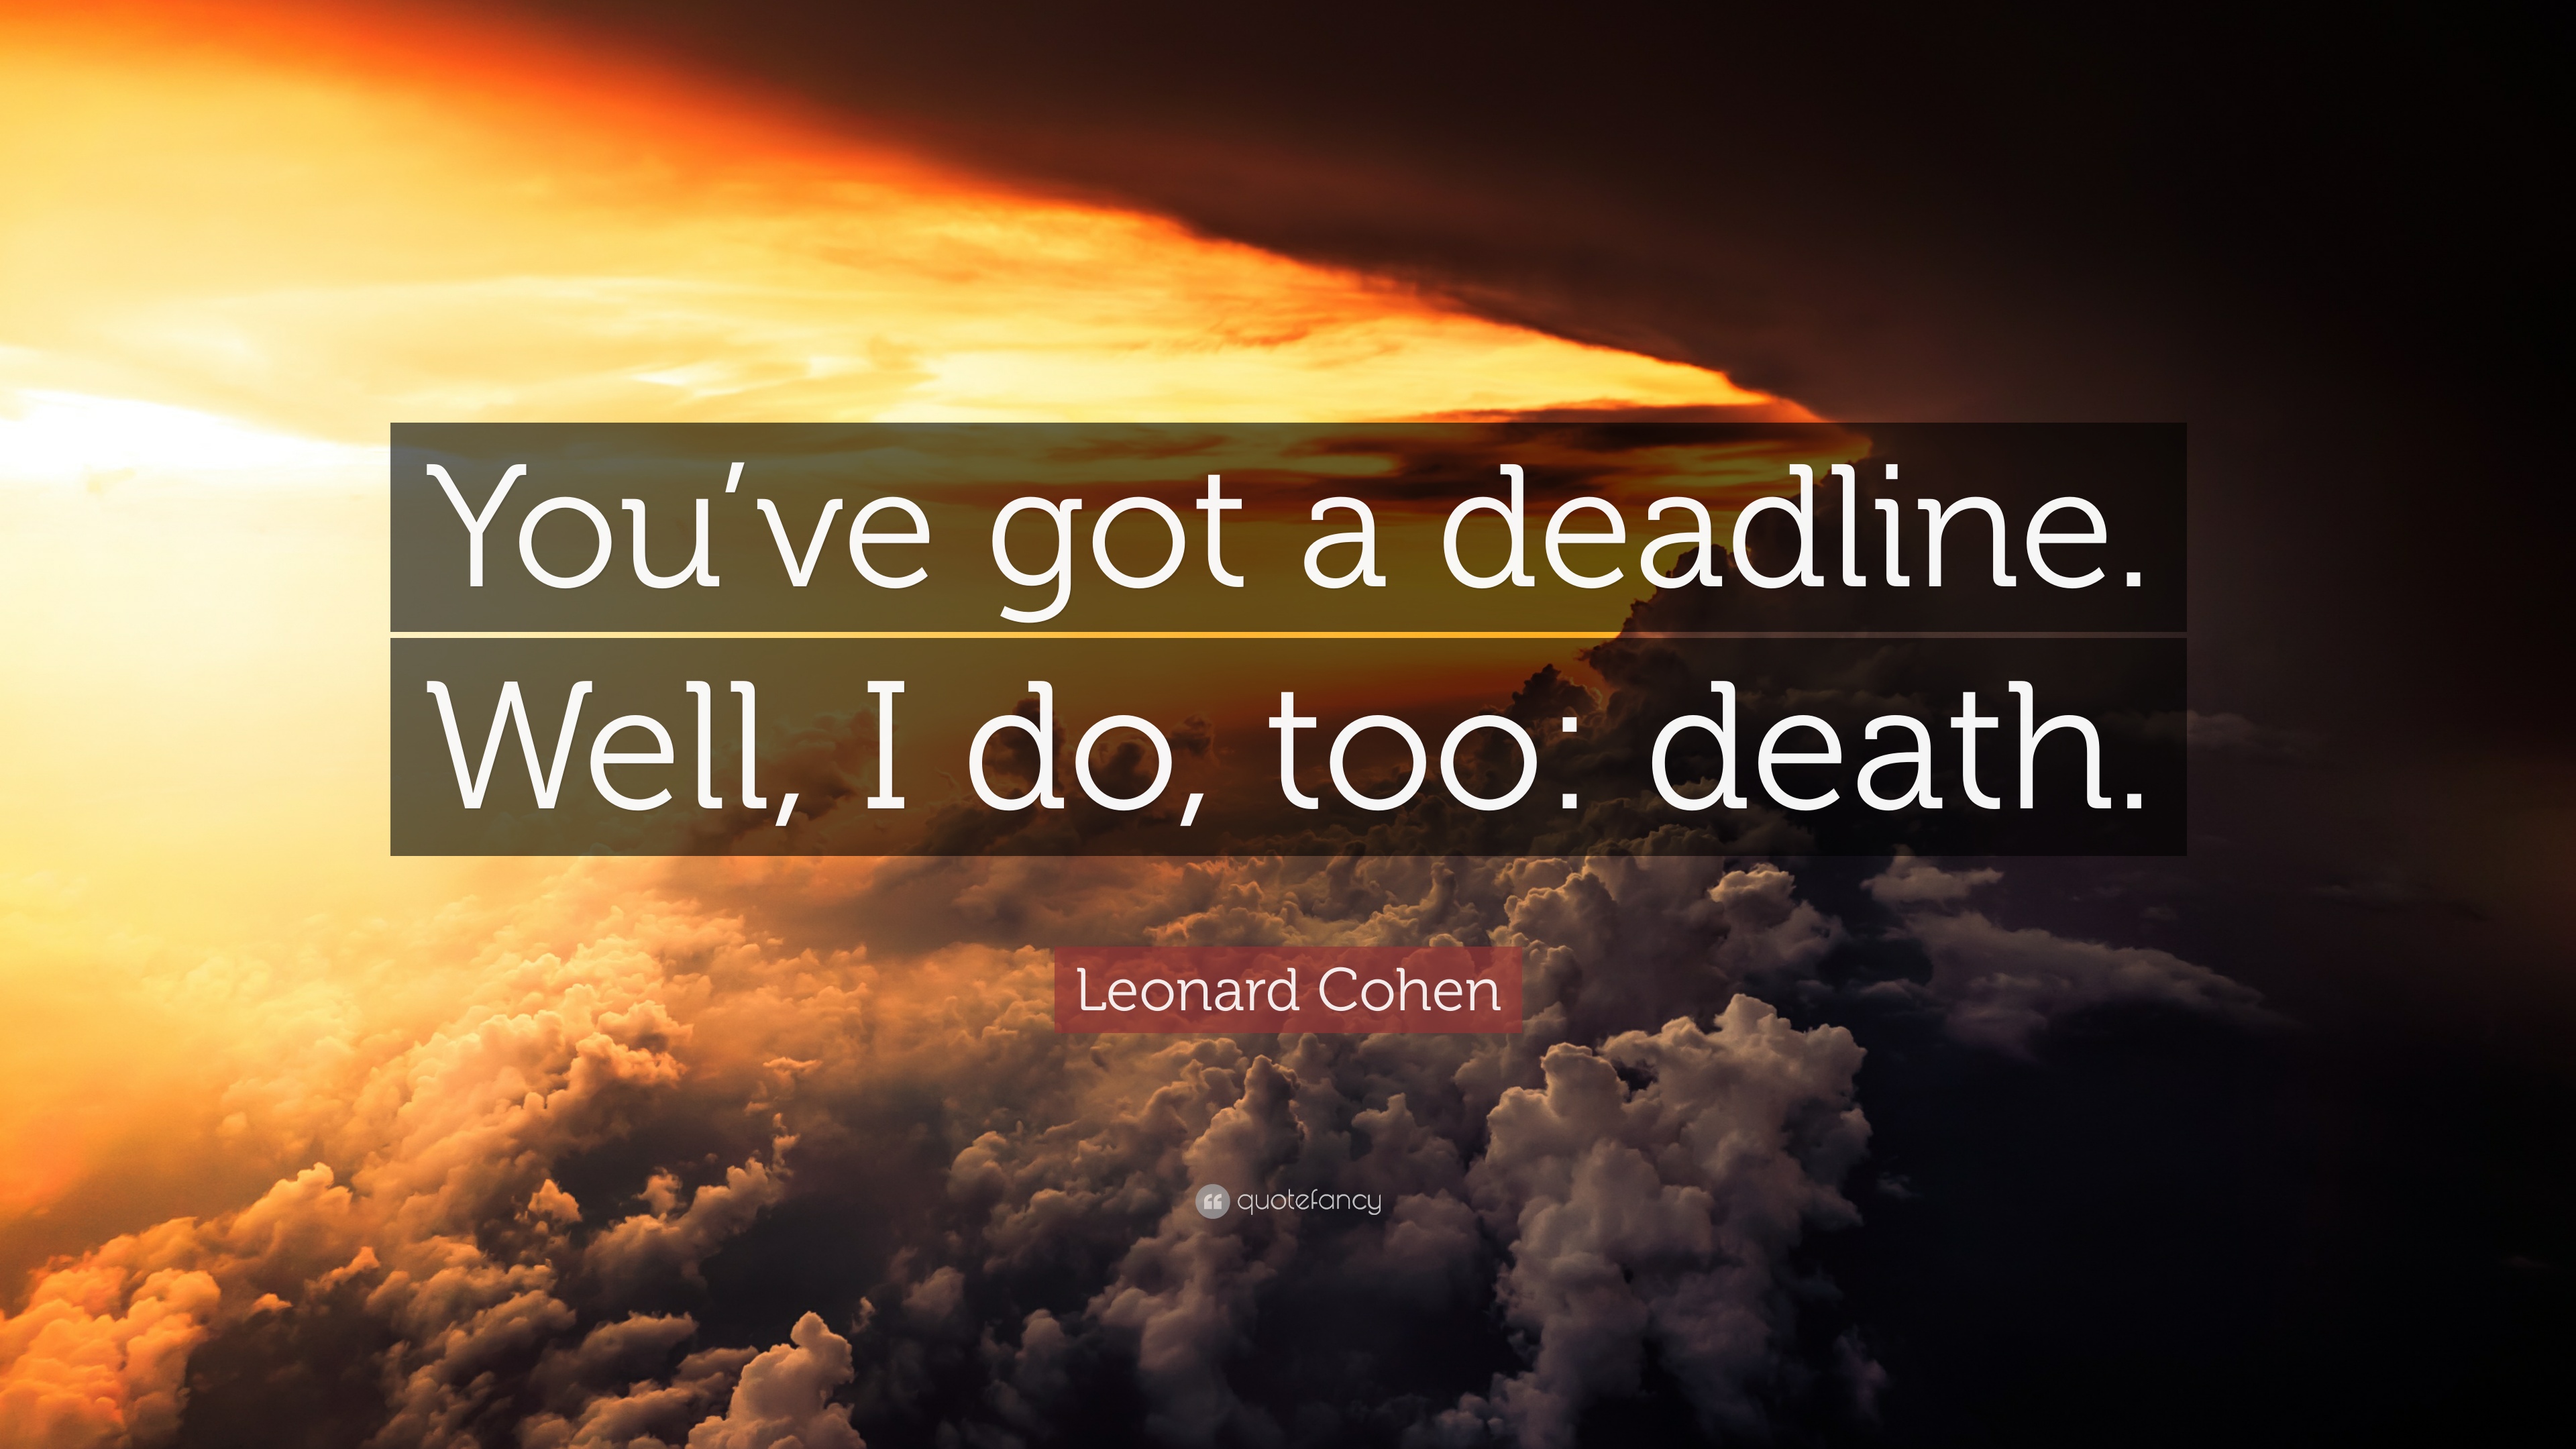 You’ve got a deadline.
Well, I do, too: death.
Leonard Cohen
quotefancy